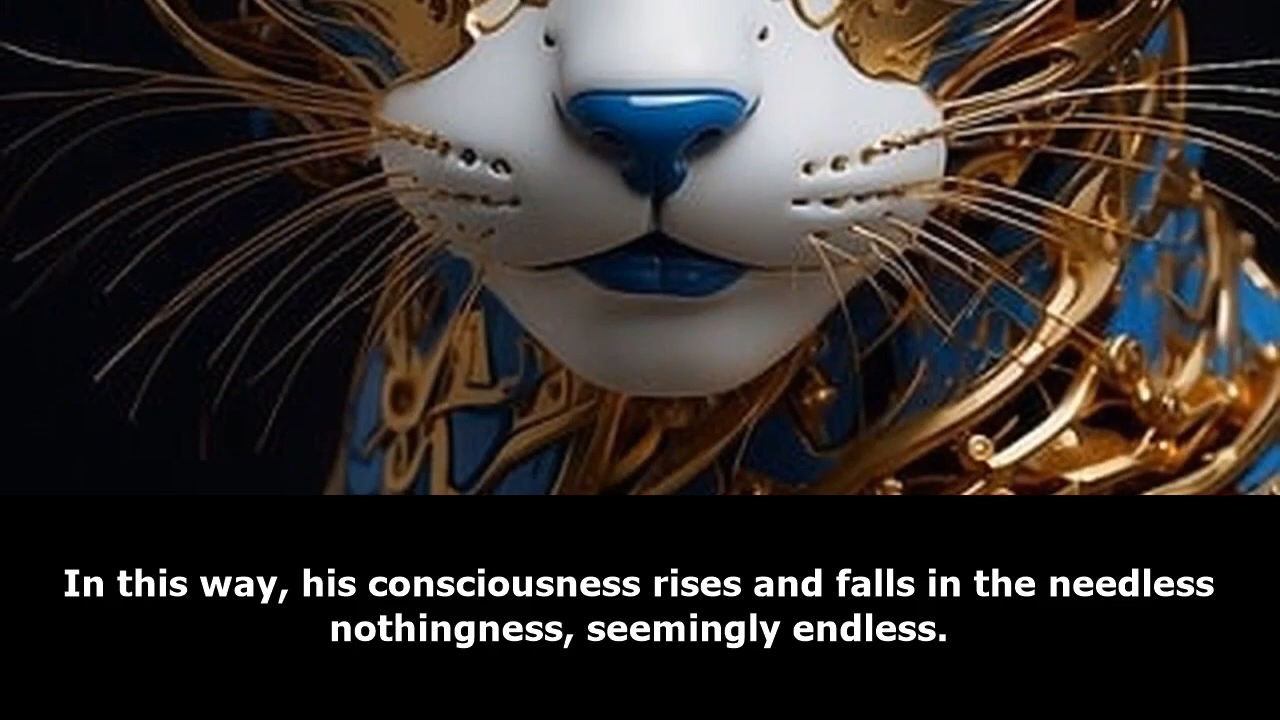 In this way, his consciousness rises and falls in the needless
nothingness, seemingly endless.